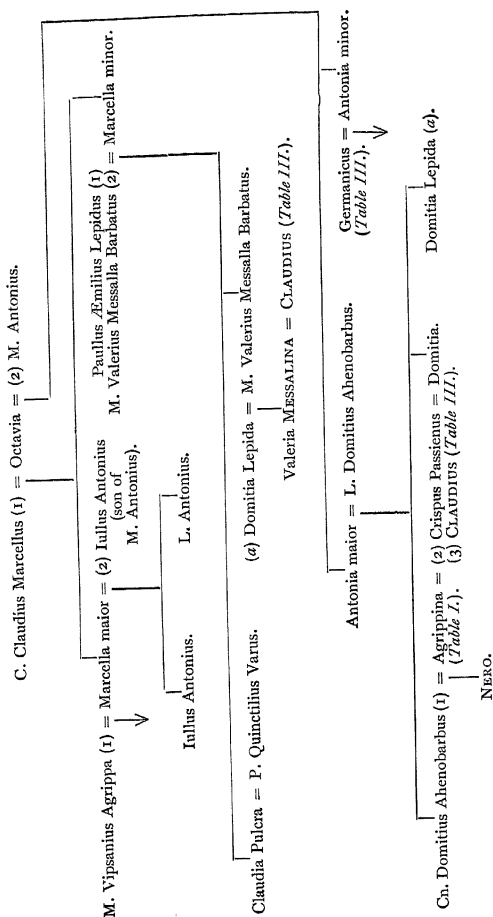 C. Claudius Marcellus (1) = Octavia = (2) M. Antonius.
M. Vipsanius Agrippa (1) = Marcella maior = (2) Iullus Antonius
(son of
M. Antonius).
Paullus Æmilius Lepidus (1)
M. Valerius Messalla Barbatus (2) = Marcella minor.
Iullus Antonius.
L. Antonius.
Claudia Pulcra = P. Quinctilius Varus.
(a) Domitia Lepida = M. Valerius Messalla Barbatus.
Valeria MESSALINA = CLAUDIUS (Table III.).
Antonia maior = L. Domitius Ahenobarbus.
Germanicus = Antonia minor.
(Table III.).
Cn. Domitius Ahenobarbus (1) = Agrippina = (2) Crispus Passienus = Domitia.
(Table I.). (3) CLAUDIUS (Table III.).
Domitia Lepida (a).
NERO.